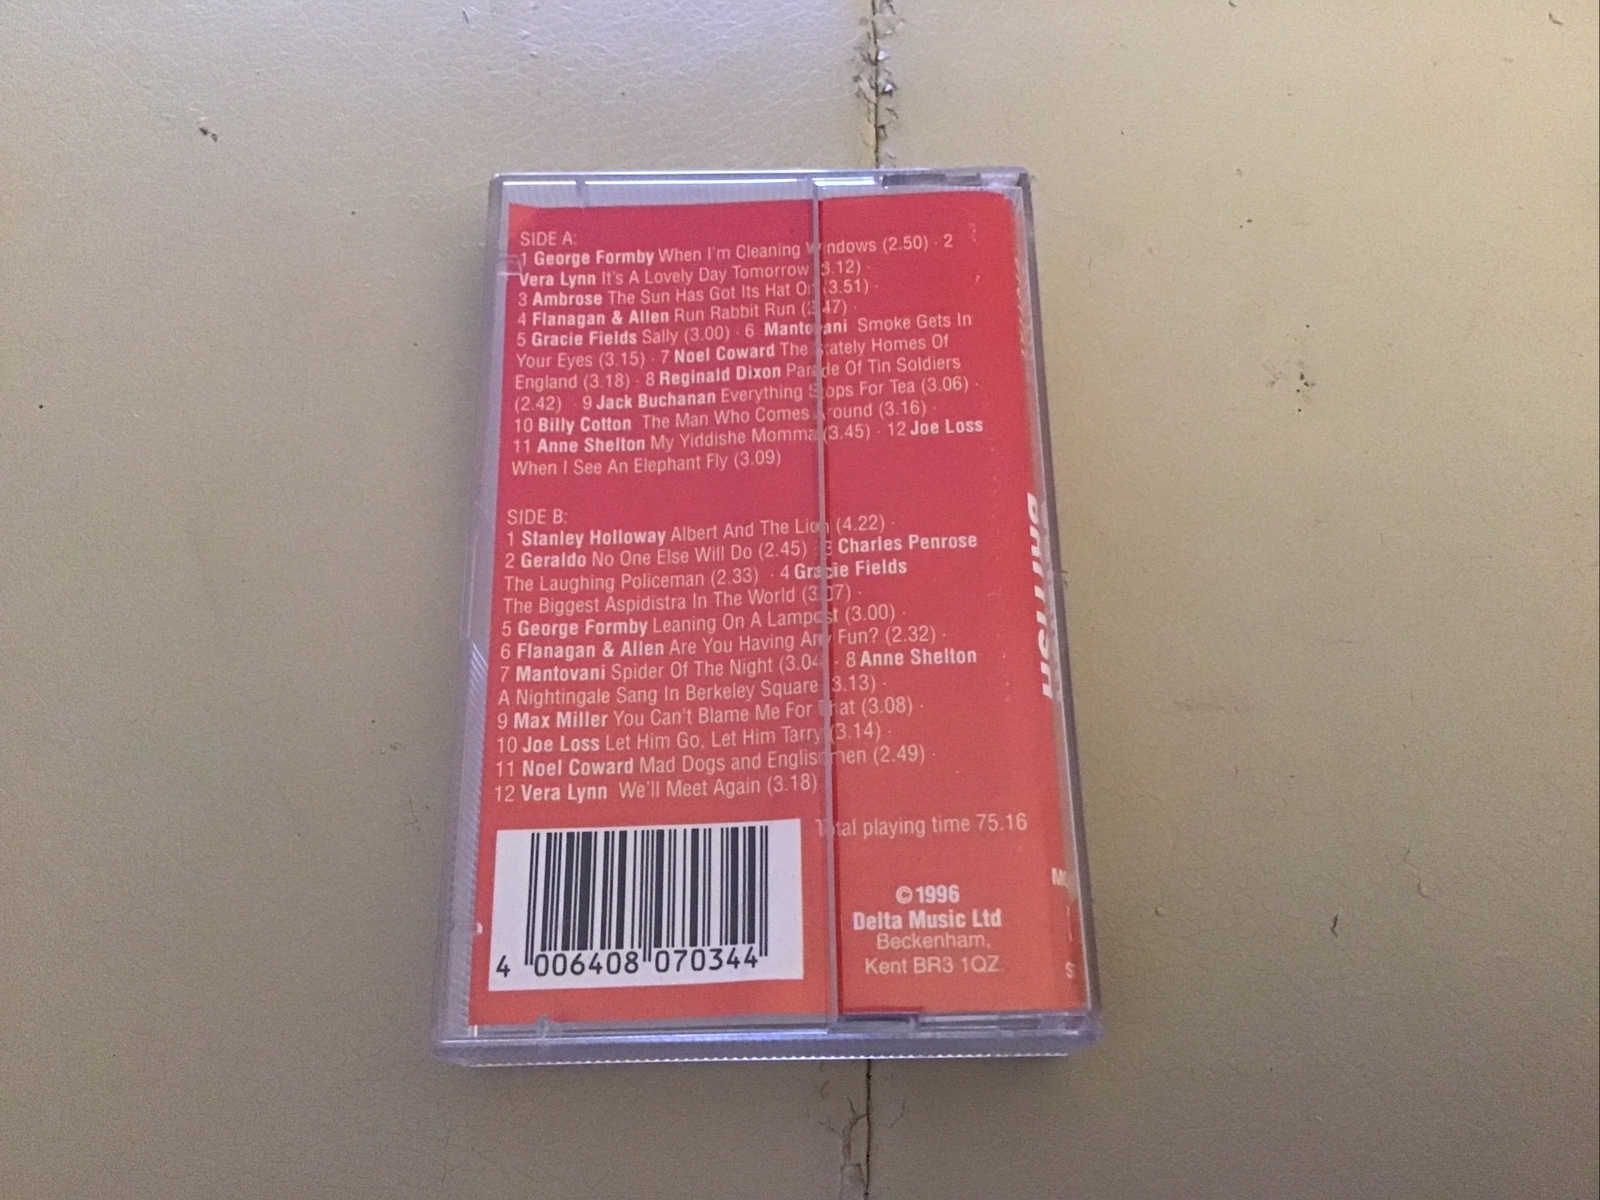 SIDE A:
1 George Formby When I'm Cleaning Windows (2.50) · 2
Vera Lynn It's A Lovely Day Tomorrow (3.12) ·
3 Ambrose The Sun Has Got Its Hat On (3.51) ·
4 Flanagan & Allen Run Rabbit Run (2.47) ·
5 Gracie Fields Sally (3.00) · 6 Mantovani Smoke Gets In
Your Eyes (3.15) · 7 Noel Coward The Stately Homes Of
England (3.18) · 8 Reginald Dixon Parade Of Tin Soldiers
(2.42) · 9 Jack Buchanan Everything Stops For Tea (3.06) ·
10 Billy Cotton The Man Who Comes Around (3.16) ·
11 Anne Shelton My Yiddishe Momma (3.45) · 12 Joe Loss
When I See An Elephant Fly (3.09)
SIDE B:
1 Stanley Holloway Albert And The Lion (4.22) ·
2 Geraldo No One Else Will Do (2.45) · 3 Charles Penrose
The Laughing Policeman (2.33) · 4 Gracie Fields
The Biggest Aspidistra In The World (3.07) ·
5 George Formby Leaning On A Lampost (3.00) ·
6 Flanagan & Allen Are You Having Any Fun? (2.32) ·
7 Mantovani Spider Of The Night (3.04) · 8 Anne Shelton
A Nightingale Sang In Berkeley Square (3.13) ·
9 Max Miller You Can't Blame Me For That (3.08) ·
10 Joe Loss Let Him Go, Let Him Tarry (3.14) ·
11 Noel Coward Mad Dogs and Englishmen (2.49) ·
12 Vera Lynn We'll Meet Again (3.18)
Total playing time 75.16
© 1996
Delta Music Ltd
Beckenham,
Kent BR3 1QZ.
4 006408 070344
BRITISH